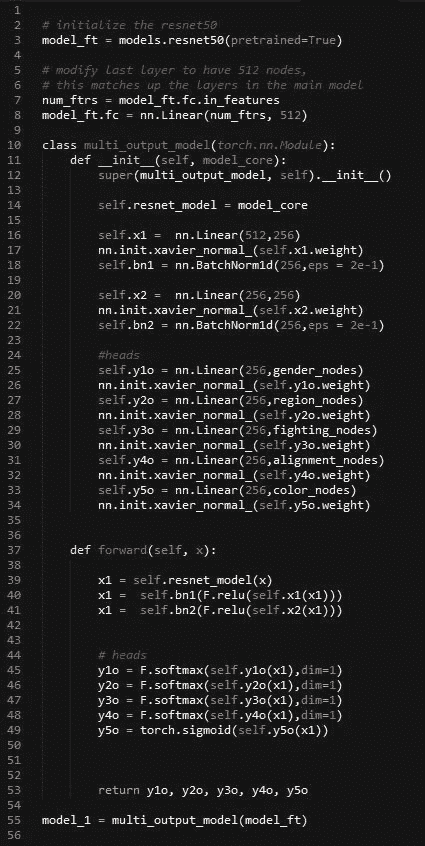 1
2 # initialize the resnet50
3 model_ft = models.resnet50(pretrained=True)
4
5 # modify last layer to have 512 nodes,
6 # this matches up the layers in the main model
7 num_ftrs = model_ft.fc.in_features
8 model_ft.fc = nn.Linear(num_ftrs, 512)
9
10 class multi_output_model(torch.nn.Module):
11     def __init__(self, model_core):
12         super(multi_output_model, self).__init__()
13
14         self.resnet_model = model_core
15
16         self.x1 =  nn.Linear(512,256)
17         nn.init.xavier_normal_(self.x1.weight)
18         self.bn1 = nn.BatchNorm1d(256,eps = 2e-1)
19
20         self.x2 =  nn.Linear(256,256)
21         nn.init.xavier_normal_(self.x2.weight)
22         self.bn2 = nn.BatchNorm1d(256,eps = 2e-1)
23
24         #heads
25         self.y1o = nn.Linear(256,gender_nodes)
26         nn.init.xavier_normal_(self.y1o.weight)
27         self.y2o = nn.Linear(256,region_nodes)
28         nn.init.xavier_normal_(self.y2o.weight)
29         self.y3o = nn.Linear(256,fighting_nodes)
30         nn.init.xavier_normal_(self.y3o.weight)
31         self.y4o = nn.Linear(256,alignment_nodes)
32         nn.init.xavier_normal_(self.y4o.weight)
33         self.y5o = nn.Linear(256,color_nodes)
34         nn.init.xavier_normal_(self.y5o.weight)
35
36
37     def forward(self, x):
38
39         x1 = self.resnet_model(x)
40         x1 =  self.bn1(F.relu(self.x1(x1)))
41         x1 =  self.bn2(F.relu(self.x2(x1)))
42
43
44         # heads
45         y1o = F.softmax(self.y1o(x1),dim=1)
46         y2o = F.softmax(self.y2o(x1),dim=1)
47         y3o = F.softmax(self.y3o(x1),dim=1)
48         y4o = F.softmax(self.y4o(x1),dim=1)
49         y5o = torch.sigmoid(self.y5o(x1))
50
51
52
53         return y1o, y2o, y3o, y4o, y5o
54
55 model_1 = multi_output_model(model_ft)
56